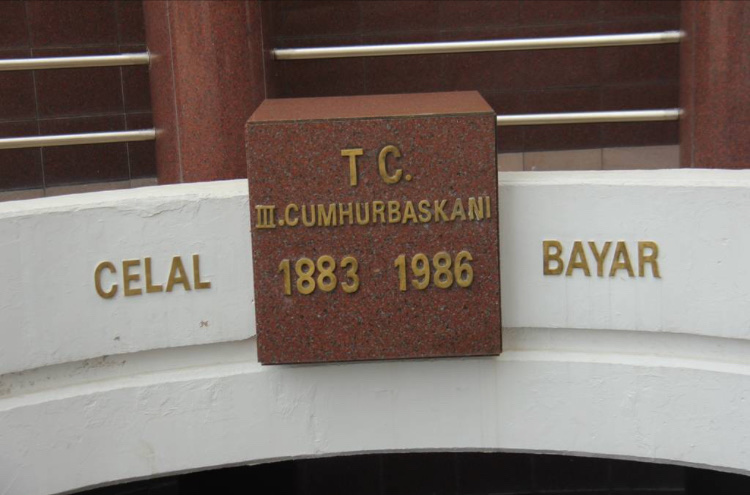 T C.
III.CUMHURBASKANI
CELAL 1883 1986 BAYAR